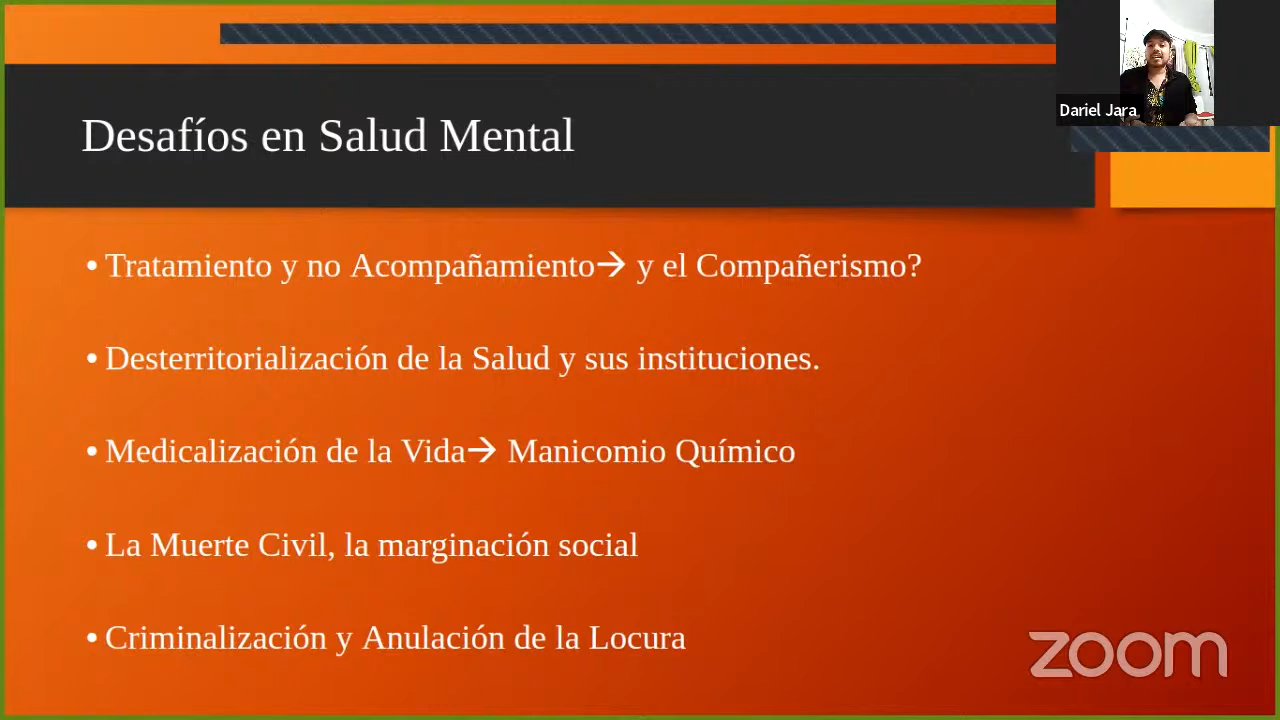 Dariel Jara
Desafíos en Salud Mental
• Tratamiento y no Acompañamiento→ y el Compañerismo?
• Desterritorialización de la Salud y sus instituciones.
• Medicalización de la Vida→ Manicomio Químico
• La Muerte Civil, la marginación social
• Criminalización y Anulación de la Locura
zoom